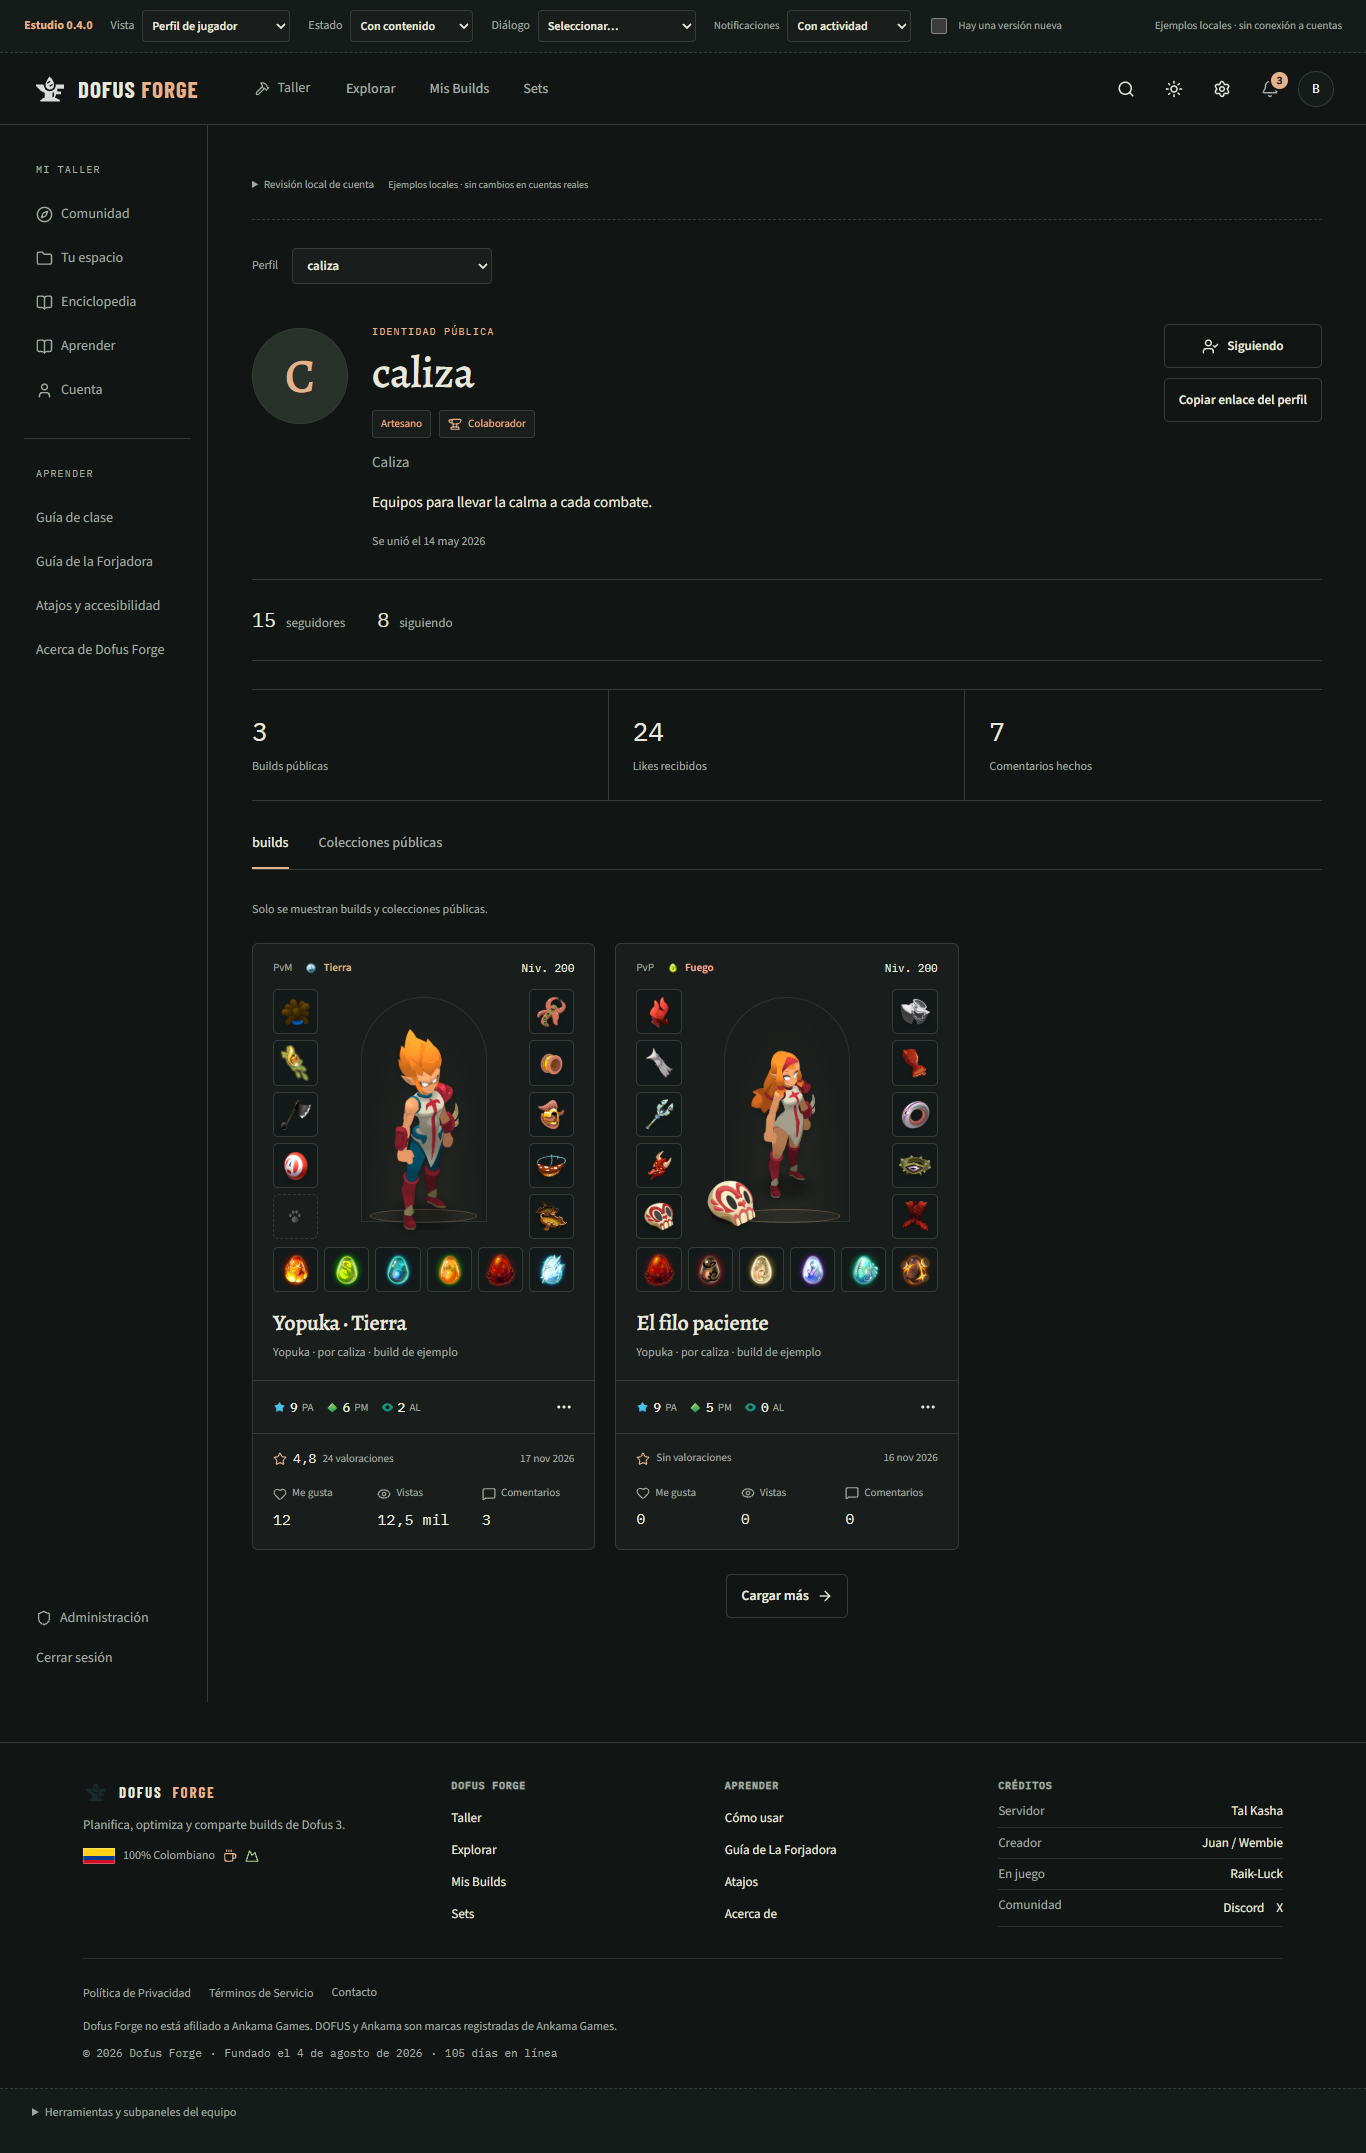 Estudio 0.4.0 Vista Perfil de jugador Estado Con contenido Diálogo Seleccionar... Notificaciones Con actividad Hay una versión nueva Ejemplos locales · sin conexión a cuentas
DOFUS FORGE Taller Explorar Mis Builds Sets 3 B
MI TALLER
Comunidad
Tu espacio
Enciclopedia
Aprender
Cuenta
APRENDER
Guía de clase
Guía de la Forjadora
Atajos y accesibilidad
Acerca de Dofus Forge
Administración
Cerrar sesión
Revisión local de cuenta Ejemplos locales · sin cambios en cuentas reales
Perfil caliza
C
IDENTIDAD PÚBLICA
caliza
Artesano Colaborador
Caliza
Equipos para llevar la calma a cada combate.
Se unió el 14 may 2026
Siguiendo
Copiar enlace del perfil
15 seguidores 8 siguiendo
3
Builds públicas
24
Likes recibidos
7
Comentarios hechos
builds Colecciones públicas
Solo se muestran builds y colecciones públicas.
PvM Tierra Niv. 200
Yopuka · Tierra
Yopuka · por caliza · build de ejemplo
9 PA 6 PM 2 AL
4,8 24 valoraciones 17 nov 2026
Me gusta Vistas Comentarios
12 12,5 mil 3
PvP Fuego Niv. 200
El filo paciente
Yopuka · por caliza · build de ejemplo
9 PA 5 PM 0 AL
Sin valoraciones 16 nov 2026
Me gusta Vistas Comentarios
0 0 0
Cargar más
DOFUS FORGE
Planifica, optimiza y comparte builds de Dofus 3.
100% Colombiano
DOFUS FORGE
Taller
Explorar
Mis Builds
Sets
APRENDER
Cómo usar
Guía de La Forjadora
Atajos
Acerca de
CRÉDITOS
Servidor Tal Kasha
Creador Juan / Wembie
En juego Raik-Luck
Comunidad Discord X
Política de Privacidad Términos de Servicio Contacto
Dofus Forge no está afiliado a Ankama Games. DOFUS y Ankama son marcas registradas de Ankama Games.
© 2026 Dofus Forge · Fundado el 4 de agosto de 2026 · 105 días en línea
Herramientas y subpaneles del equipo